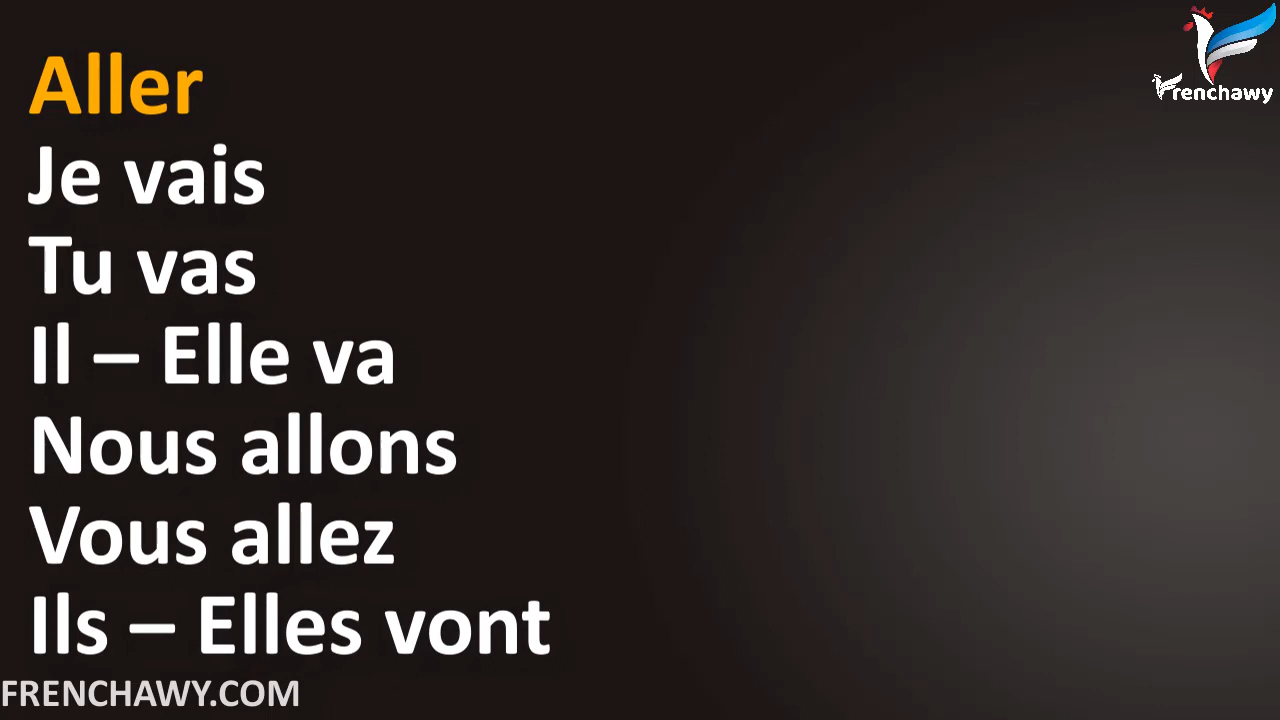 Frenchawy
Aller
Je vais
Tu vas
Il – Elle va
Nous allons
Vous allez
Ils – Elles vont
FRENCHAWY.COM